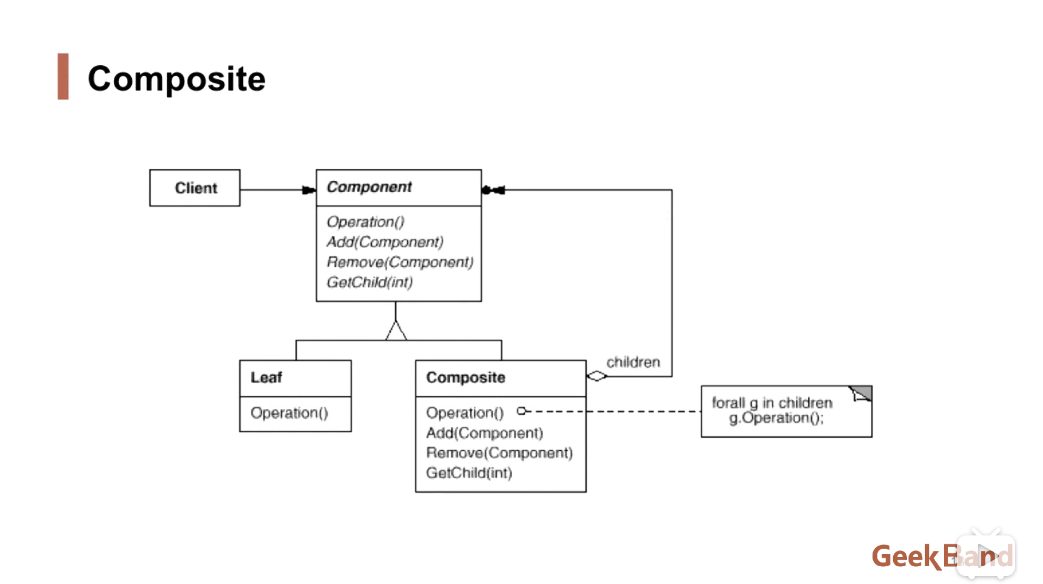 Composite
Client
Component
Operation()
Add(Component)
Remove(Component)
GetChild(int)
Leaf
Operation()
Composite
Operation()
Add(Component)
Remove(Component)
GetChild(int)
children
forall g in children
g.Operation();
GeekBand